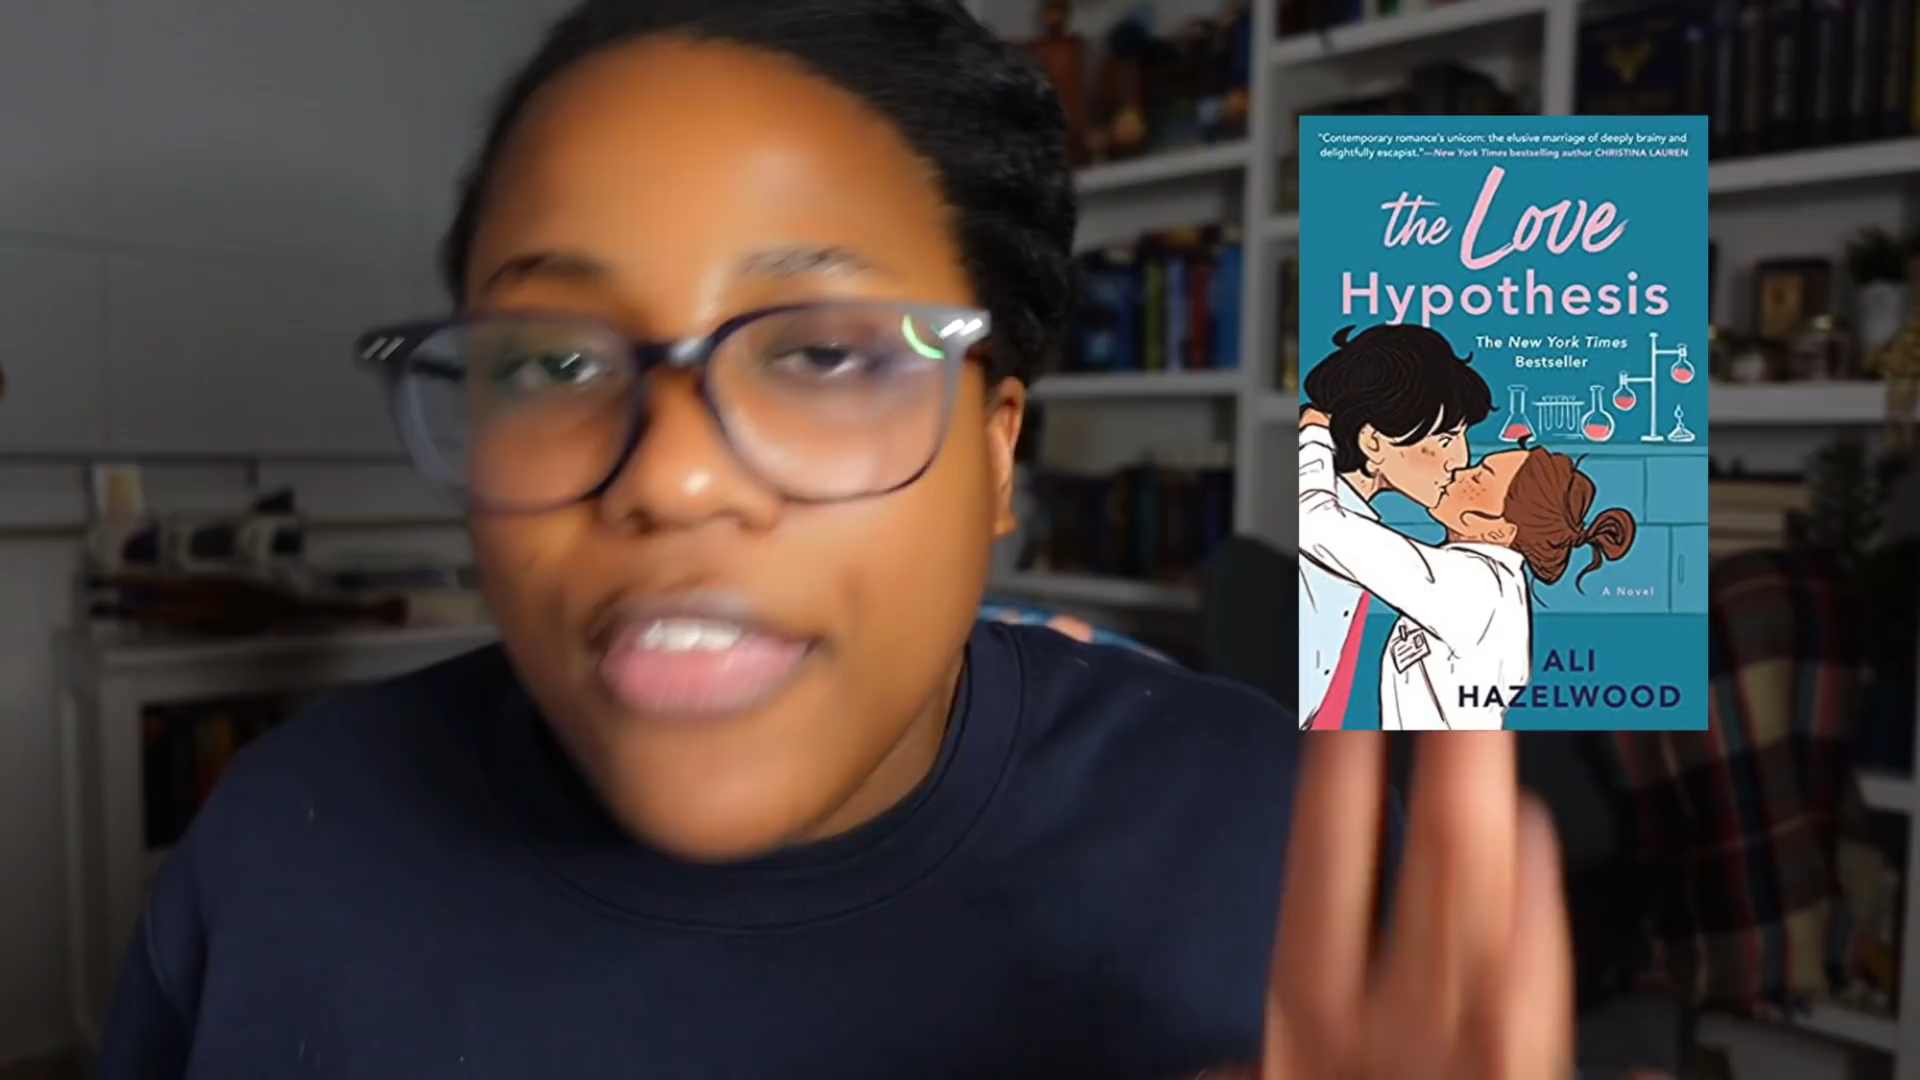 "Contemporary romance's unicorn: the elusive marriage of deeply brainy and
delightfully escapist."—New York Times bestselling author CHRISTINA LAUREN
the Love
Hypothesis
The New York Times
Bestseller
A Novel
ALI
HAZELWOOD